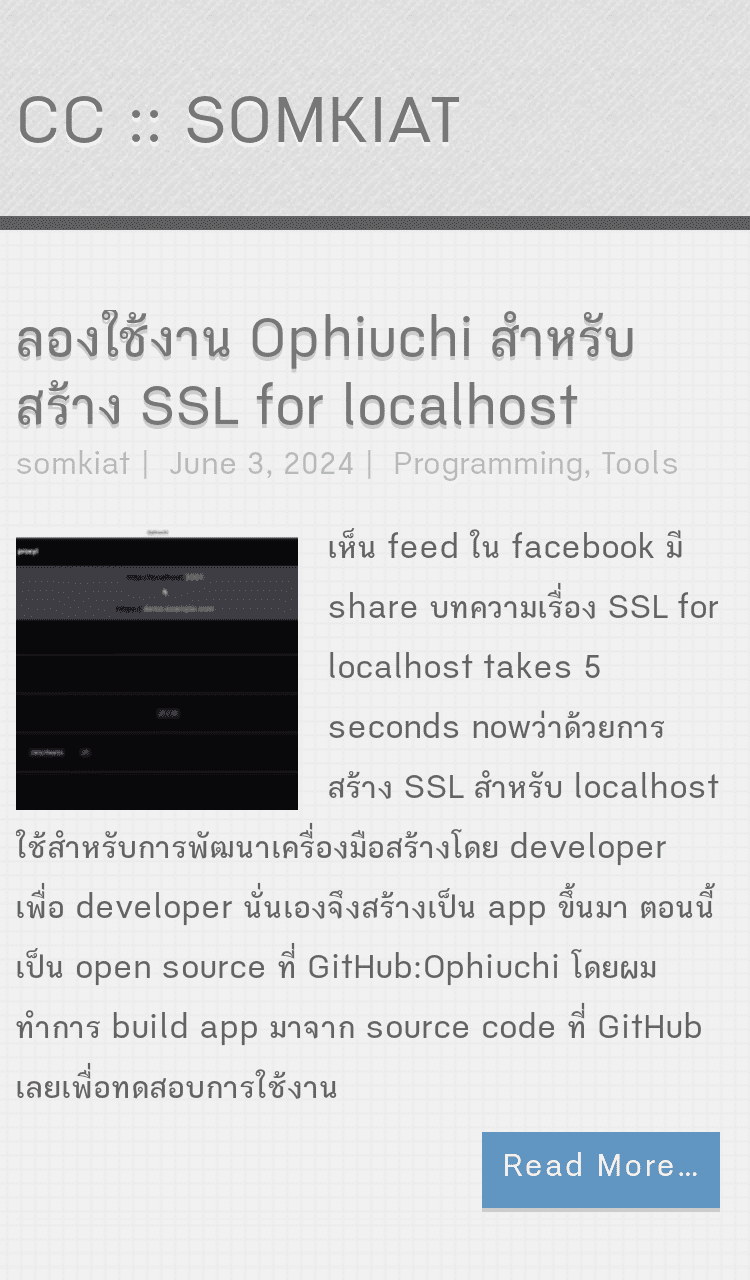 CC :: SOMKIAT
ลองใช้งาน Ophiuchi สำหรับ
สร้าง SSL for localhost
somkiat | June 3, 2024 | Programming, Tools
เห็น feed ใน facebook มี
share บทความเรื่อง SSL for
localhost takes 5
seconds nowว่าด้วยการ
สร้าง SSL สำหรับ localhost
ใช้สำหรับการพัฒนาเครื่องมือสร้างโดย developer
เพื่อ developer นั่นเองจึงสร้างเป็น app ขึ้นมา ตอนนี้
เป็น open source ที่ GitHub:Ophiuchi โดยผม
ทำการ build app มาจาก source code ที่ GitHub
เลยเพื่อทดสอบการใช้งาน
Read More…